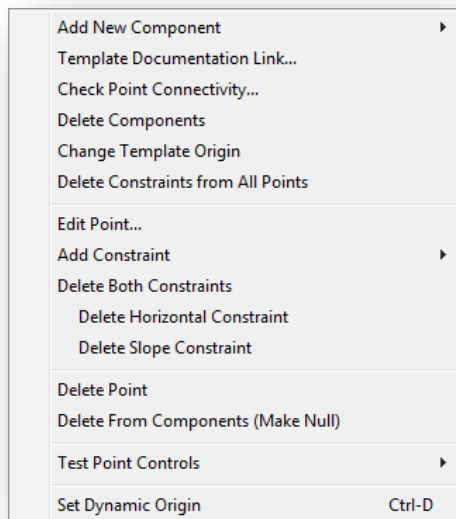 Add New Component
Template Documentation Link...
Check Point Connectivity...
Delete Components
Change Template Origin
Delete Constraints from All Points
Edit Point...
Add Constraint
Delete Both Constraints
Delete Horizontal Constraint
Delete Slope Constraint
Delete Point
Delete From Components (Make Null)
Test Point Controls
Set Dynamic Origin Ctrl-D